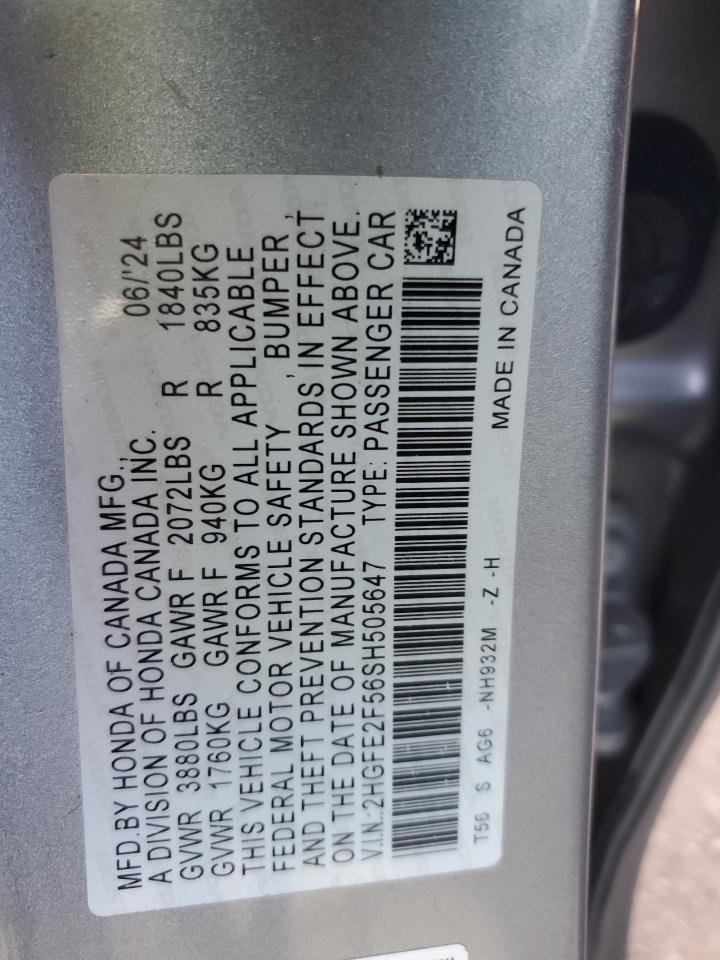 MFD.BY HONDA OF CANADA MFG., 06/'24
A DIVISION OF HONDA CANADA INC.
GVWR 3880LBS GAWR F 2072LBS R 1840LBS
GVWR 1760KG GAWR F 940KG R 835KG
THIS VEHICLE CONFORMS TO ALL APPLICABLE
FEDERAL MOTOR VEHICLE SAFETY , BUMPER ,
AND THEFT PREVENTION STANDARDS IN EFFECT
ON THE DATE OF MANUFACTURE SHOWN ABOVE.
V.I.N.:2HGFE2F56SH505647 TYPE: PASSENGER CAR
T56 S AG6 -NH932M -Z -H MADE IN CANADA